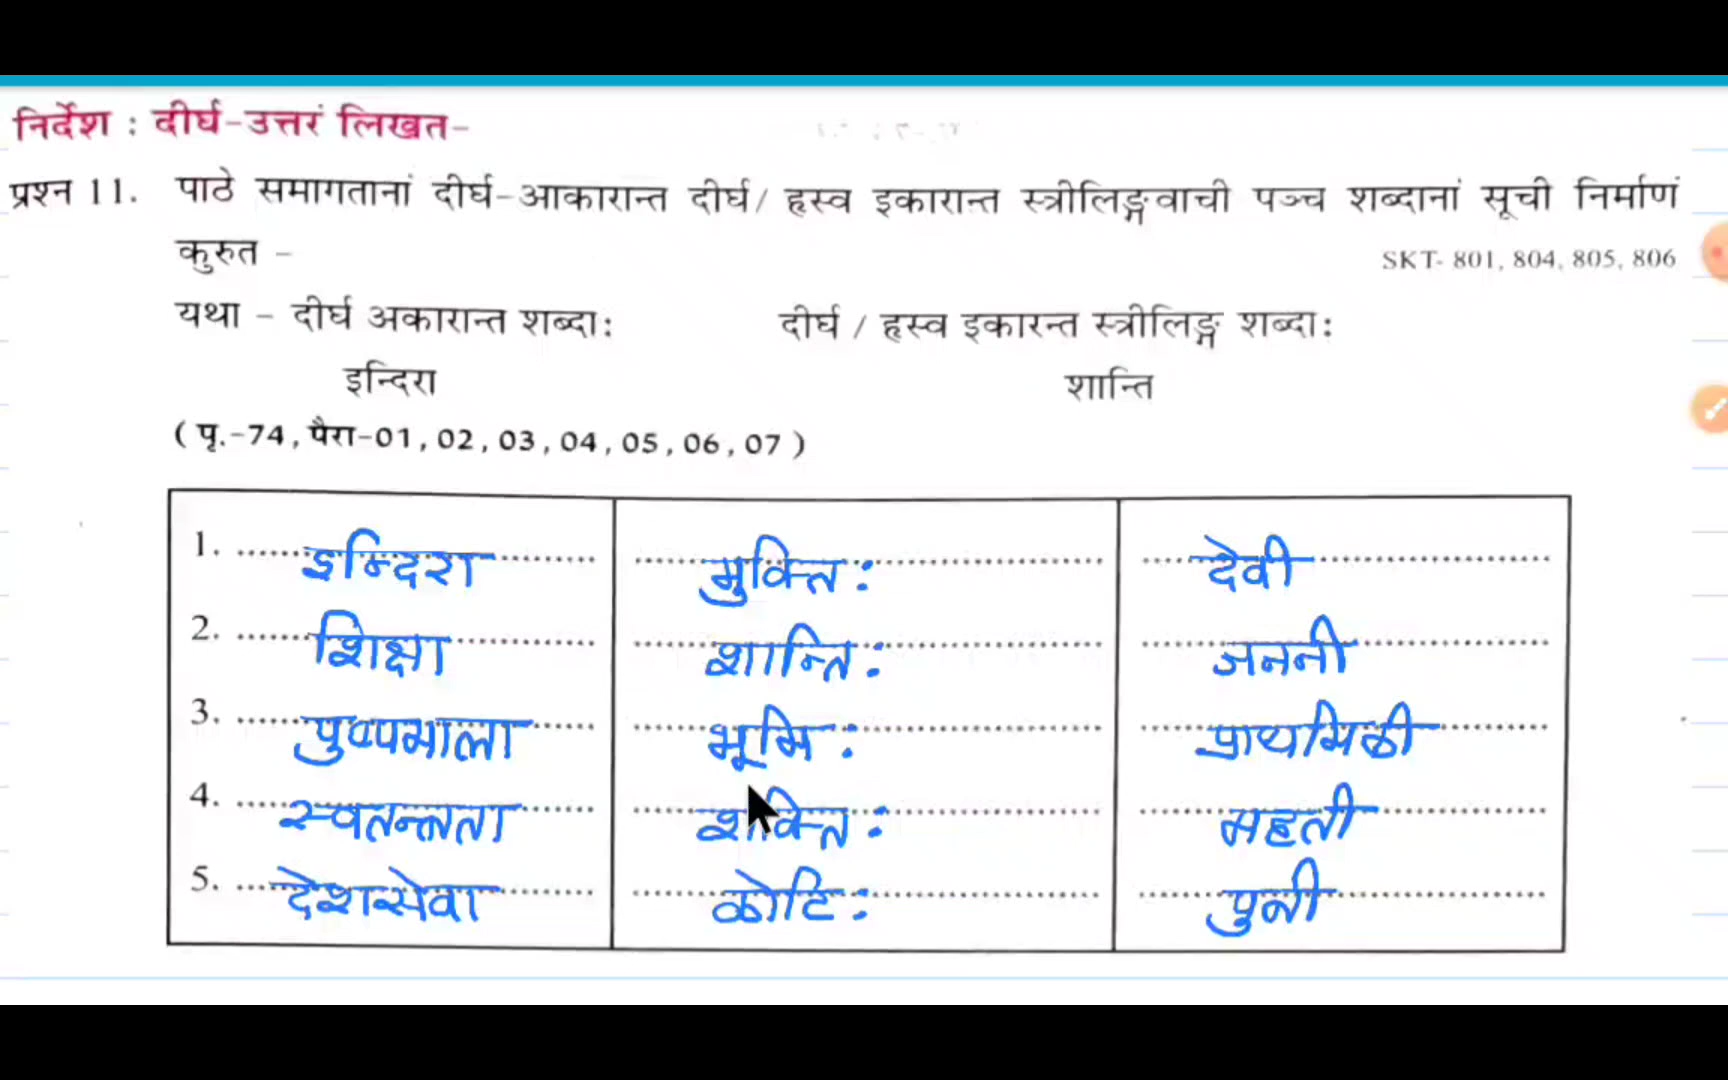 निर्देश : दीर्घ-उत्तरं लिखत-
प्रश्न 11. पाठे समागतानां दीर्घ-आकारान्त दीर्घ/ हृस्व इकारान्त स्त्रीलिङ्गवाची पञ्च शब्दानां सूची निर्माणं
कुरुत -
SKT- 801, 804, 805, 806
यथा - दीर्घ अकारान्त शब्दा: दीर्घ / हृस्व इकारन्त स्त्रीलिङ्ग शब्दा:
इन्दिरा शान्ति
( पृ.-74, पैरा-01, 02, 03, 04, 05, 06, 07 )
1. इन्दिरा मुक्ति: देवी
2. शिक्षा शान्ति: जननी
3. पुष्पमाला भूमि: प्राथमिकी
4. स्वतन्त्रता शक्ति: महती
5. देशसेवा कोटि: पुत्री